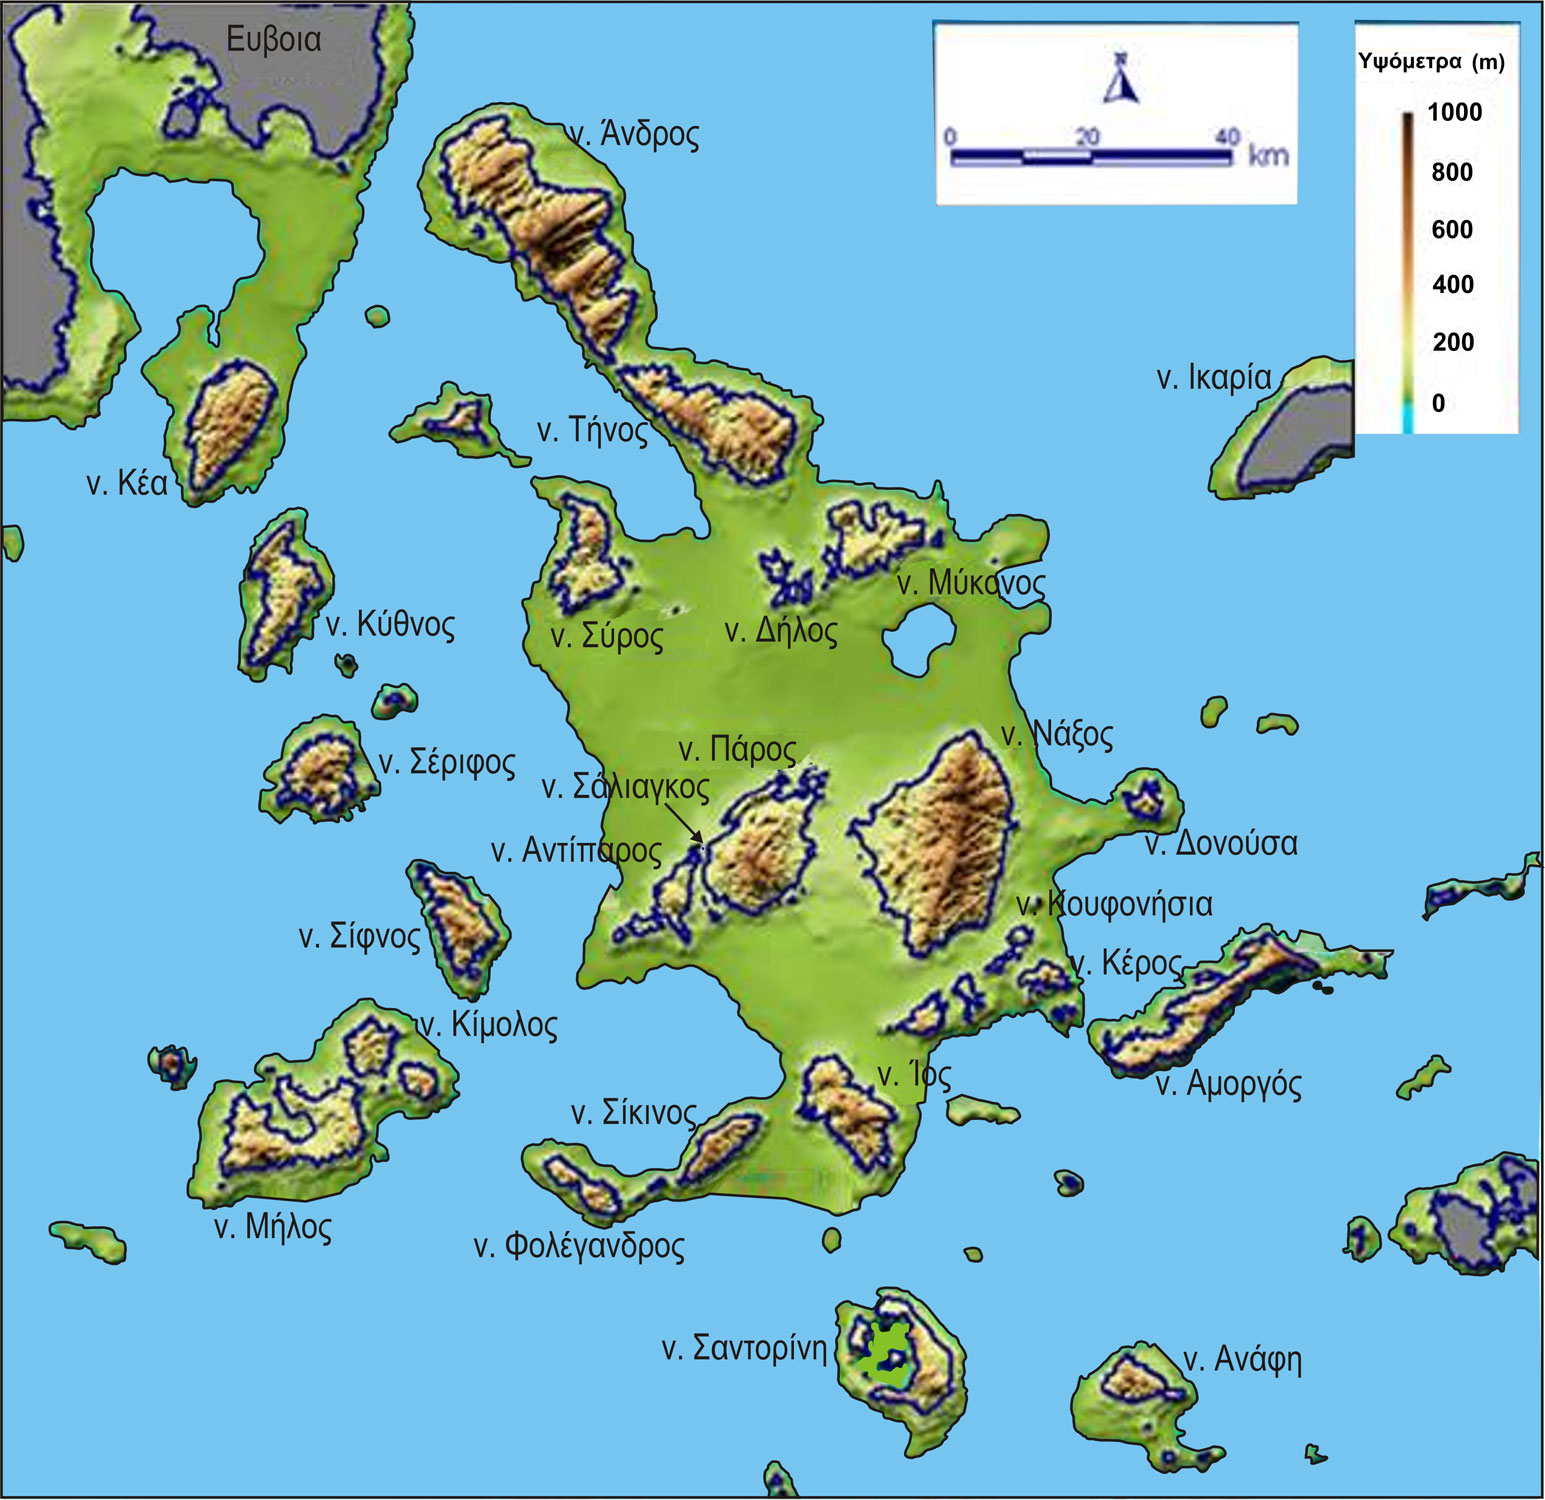 Ευβοια
Υψόμετρα (m)
1000
800
600
400
200
0
N
0 20 40 km
ν. Άνδρος
ν. Ικαρία
ν. Τήνος
ν. Κέα
ν. Μύκονος
ν. Κύθνος
ν. Σύρος
ν. Δήλος
ν. Νάξος
ν. Πάρος
ν. Σέριφος
ν. Σάλιαγκος
ν. Αντίπαρος
ν. Δονούσα
ν. Κουφονήσια
ν. Σίφνος
ν. Κέρος
ν. Κίμολος
ν. Ίος
ν. Αμοργός
ν. Σίκινος
ν. Μήλος
ν. Φολέγανδρος
ν. Σαντορίνη
ν. Ανάφη